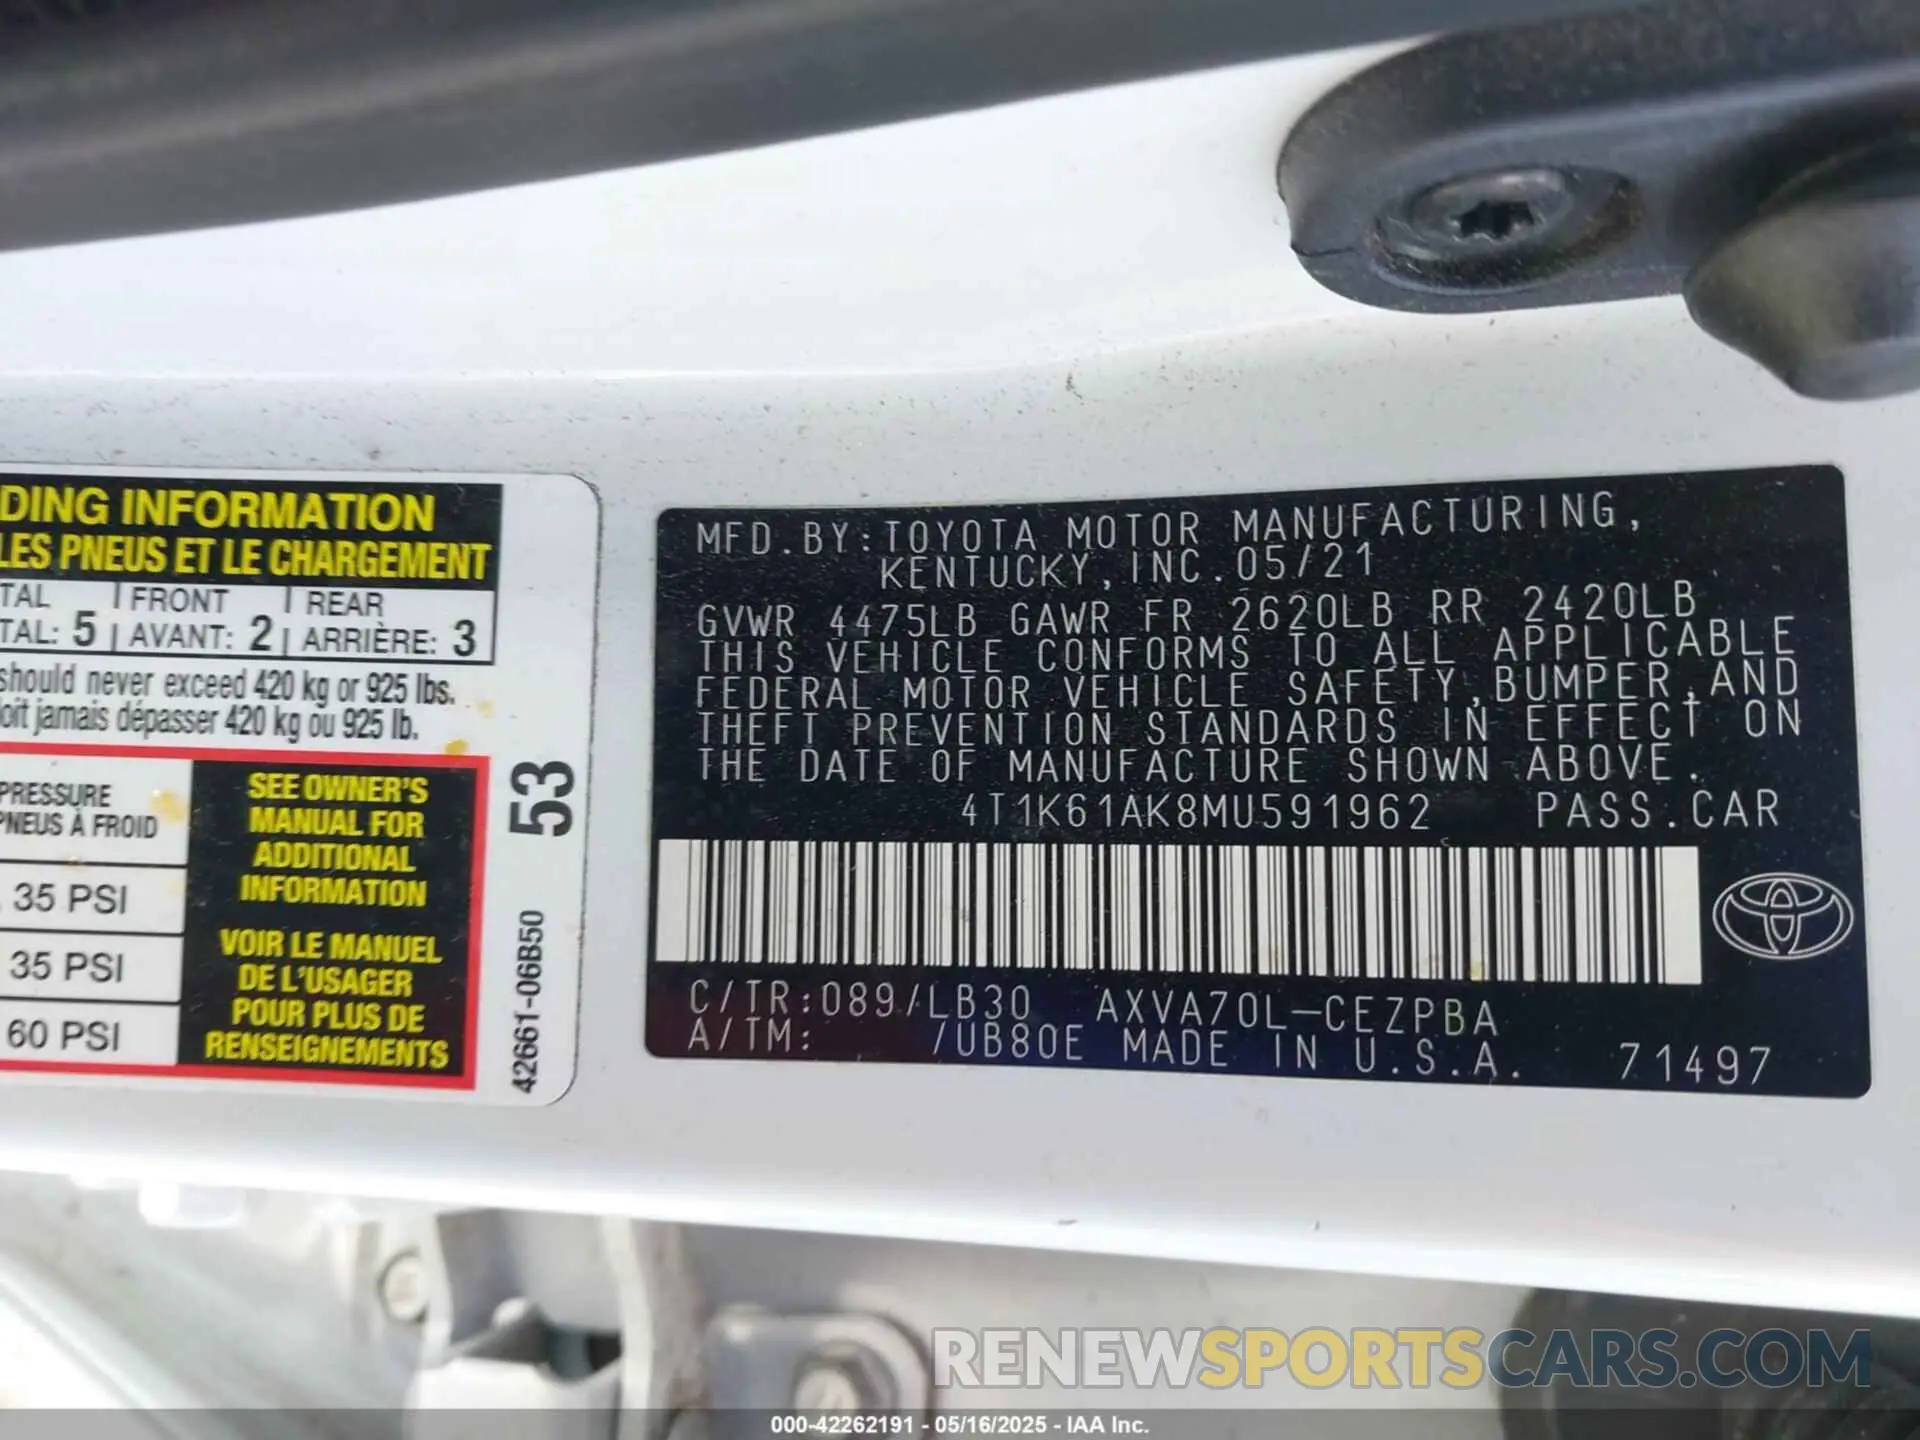 DING INFORMATION
LES PNEUS ET LE CHARGEMENT
TAL | FRONT | REAR
TAL: 5 | AVANT: 2 | ARRIÈRE: 3
should never exceed 420 kg or 925 lbs.
doit jamais dépasser 420 kg ou 925 lb.
PRESSURE
PNEUS À FROID
35 PSI
35 PSI
60 PSI
SEE OWNER'S
MANUAL FOR
ADDITIONAL
INFORMATION
VOIR LE MANUEL
DE L'USAGER
POUR PLUS DE
RENSEIGNEMENTS
53
42661-06B50
MFD.BY:TOYOTA MOTOR MANUFACTURING,
KENTUCKY,INC.05/21
GVWR 4475LB GAWR FR 2620LB RR 2420LB
THIS VEHICLE CONFORMS TO ALL APPLICABLE
FEDERAL MOTOR VEHICLE SAFETY,BUMPER,AND
THEFT PREVENTION STANDARDS IN EFFECT ON
THE DATE OF MANUFACTURE SHOWN ABOVE.
4T1K61AK8MU591962 PASS.CAR
C/TR:089/LB30 AXVA70L-CEZPBA
A/TM: /UB80E MADE IN U.S.A. 71497
RENEWSPORTSCARS.COM
000-42262191 - 05/16/2025 - IAA Inc.